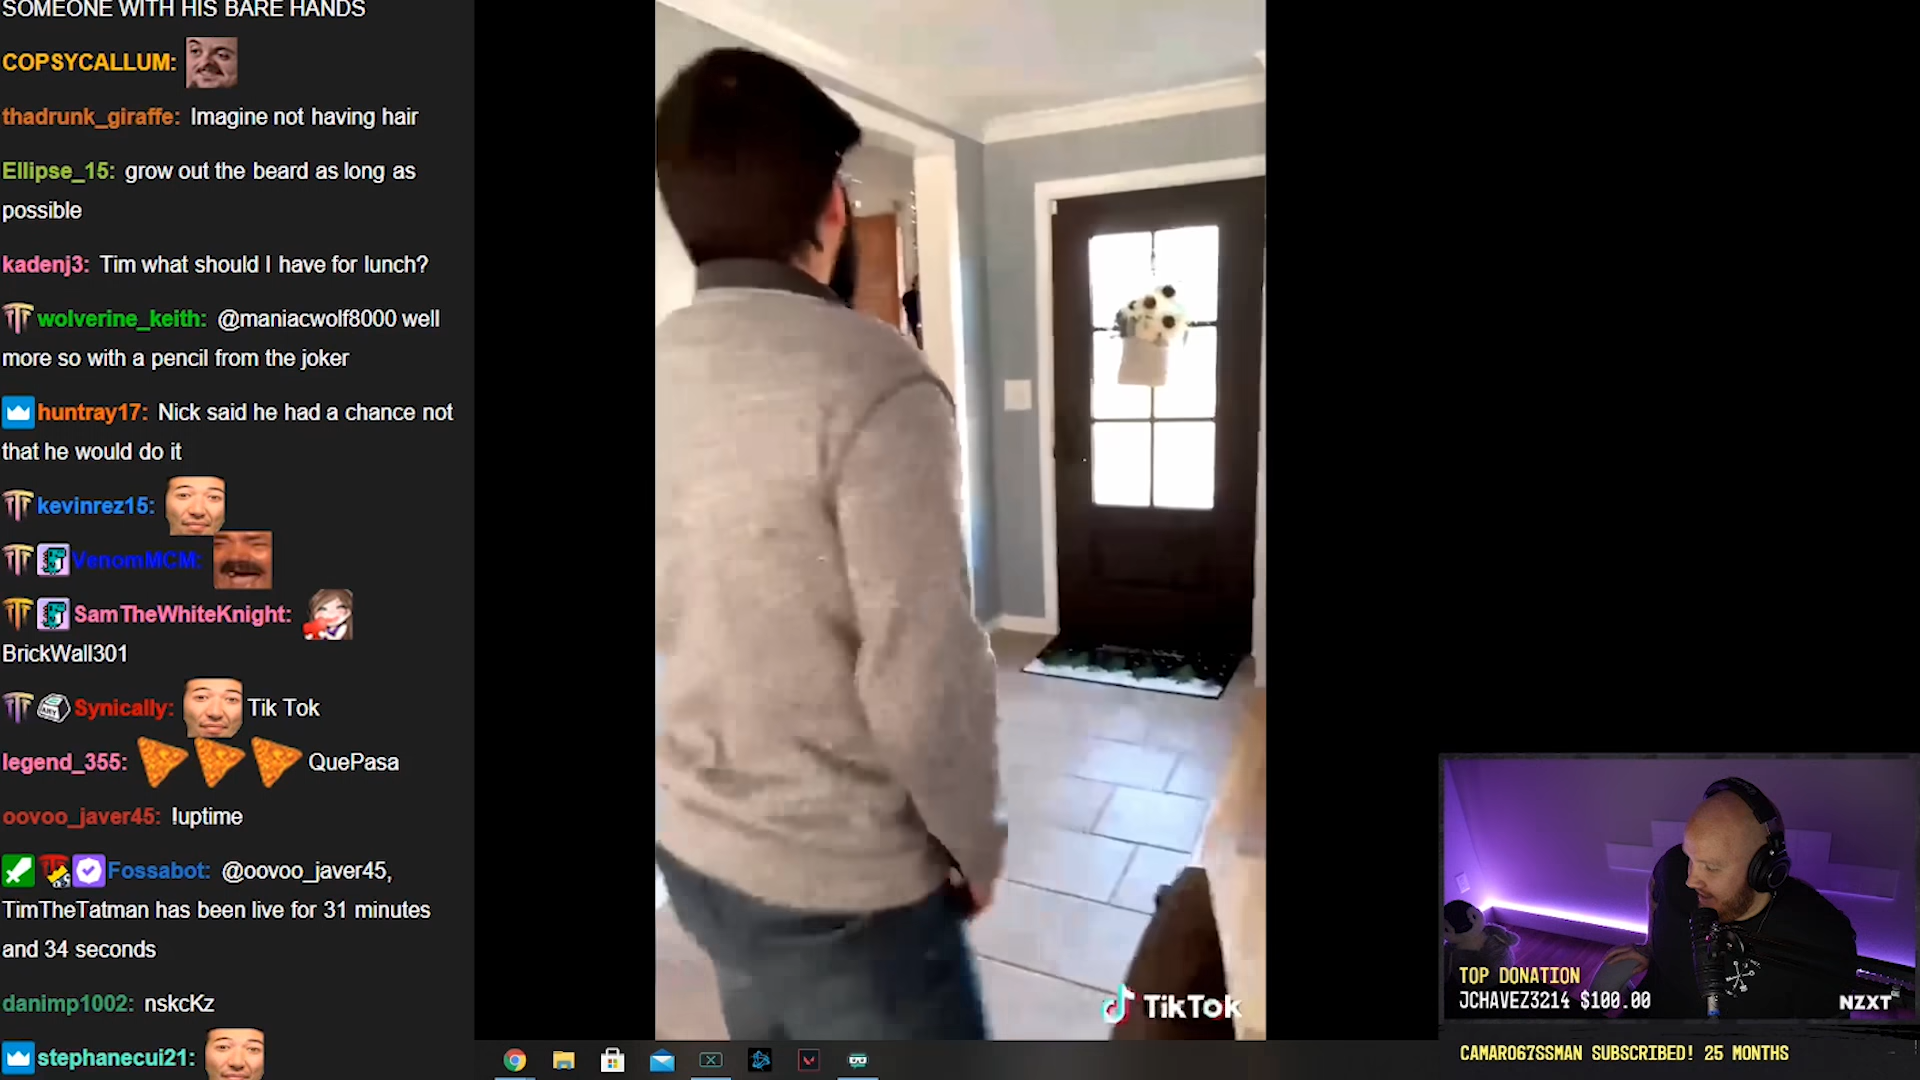 SOMEONE WITH HIS BARE HANDS
COPSYCALLUM:
thadrunk_giraffe: Imagine not having hair
Ellipse_15: grow out the beard as long as
possible
kadenj3: Tim what should I have for lunch?
wolverine_keith: @maniacwolf8000 well
more so with a pencil from the joker
huntray17: Nick said he had a chance not
that he would do it
kevinrez15:
VenomMCM:
SamTheWhiteKnight:
BrickWall301
Synically: Tik Tok
legend_355: QuePasa
oovoo_javer45: !uptime
Fossabot: @oovoo_javer45,
TimTheTatman has been live for 31 minutes
and 34 seconds
danimp1002: nskcKz
stephanecui21:
TikTok
TOP DONATION
JCHAVEZ3214 $100.00
NZXT
CAMARO67SSMAN SUBSCRIBED! 25 MONTHS